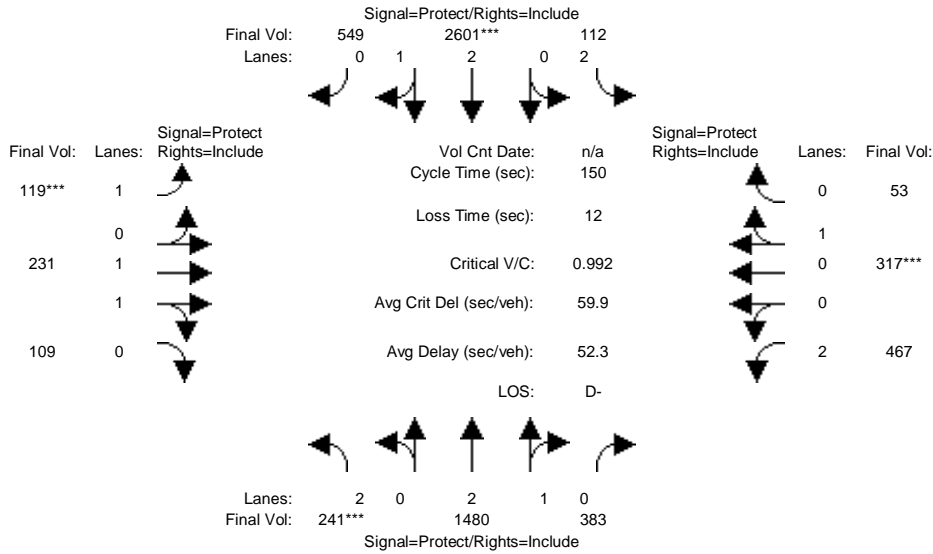 Signal=Protect/Rights=Include
Final Vol: 549 2601*** 112
Lanes: 0 1 2 0 2
Signal=Protect Signal=Protect
Final Vol: Lanes: Rights=Include Vol Cnt Date: n/a Rights=Include Lanes: Final Vol:
Cycle Time (sec): 150
119*** 1 0 53
Loss Time (sec): 12
0 1
231 1 Critical V/C: 0.992 0 317***
1 Avg Crit Del (sec/veh): 59.9 0
109 0 Avg Delay (sec/veh): 52.3 2 467
LOS: D-
Lanes: 2 0 2 1 0
Final Vol: 241*** 1480 383
Signal=Protect/Rights=Include